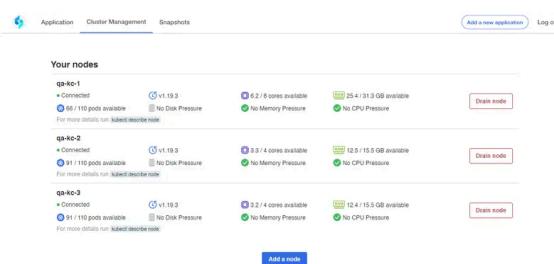 Application Cluster Management Snapshots Add a new application Log o
Your nodes
qa-kc-1
Connected v1.19.3 6.2 / 8 cores available 25.4 / 31.3 GB available
66 / 110 pods available No Disk Pressure No Memory Pressure No CPU Pressure
Drain node
For more details run kubectl describe node
qa-kc-2
Connected v1.19.3 3.3 / 4 cores available 12.5 / 15.5 GB available
91 / 110 pods available No Disk Pressure No Memory Pressure No CPU Pressure
Drain node
For more details run kubectl describe node
qa-kc-3
Connected v1.19.3 3.2 / 4 cores available 12.4 / 15.5 GB available
91 / 110 pods available No Disk Pressure No Memory Pressure No CPU Pressure
Drain node
For more details run kubectl describe node
Add a node